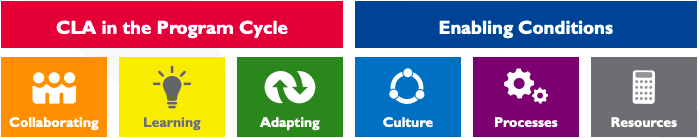 CLA in the Program Cycle
Enabling Conditions
Collaborating
Learning
Adapting
Culture
Processes
Resources